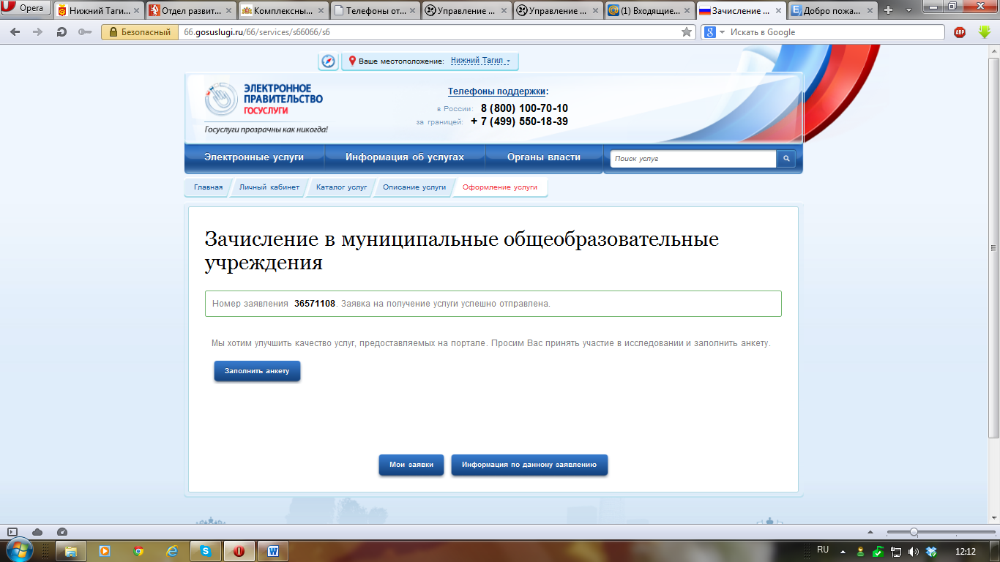 Opera
Нижний Таги...
Отдел развит...
Комплексны...
Телефоны от...
Управление ...
Управление ...
(1) Входящие...
Зачисление ...
Добро пожа...
Безопасный
66.gosuslugi.ru/66/services/s66066/s6
Искать в Google
ABP
Ваше местоположение: Нижний Тагил
ЭЛЕКТРОННОЕ
ПРАВИТЕЛЬСТВО
ГОСУСЛУГИ
Госуслуги прозрачны как никогда!
Телефоны поддержки:
в России: 8 (800) 100-70-10
за границей: + 7 (499) 550-18-39
Электронные услуги
Информация об услугах
Органы власти
Поиск услуг
Главная
Личный кабинет
Каталог услуг
Описание услуги
Оформление услуги
Зачисление в муниципальные общеобразовательные
учреждения
Номер заявления 36571108. Заявка на получение услуги успешно отправлена.
Мы хотим улучшить качество услуг, предоставляемых на портале. Просим Вас принять участие в исследовании и заполнить анкету.
Заполнить анкету
Мои заявки
Информация по данному заявлению
RU
12:12